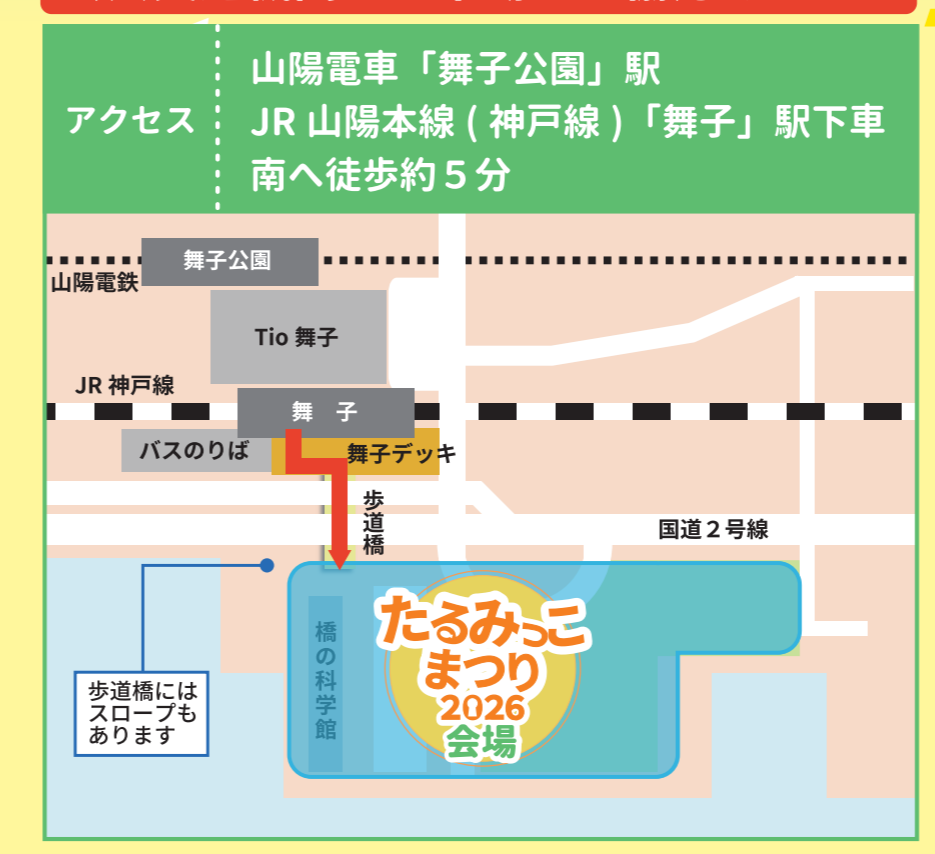 アクセス
山陽電車「舞子公園」駅
JR 山陽本線 ( 神戸線 )「舞子」駅下車
南へ徒歩約５分
舞子公園
山陽電鉄
Tio 舞子
JR 神戸線
舞　子
バスのりば
舞子デッキ
歩道橋
国道２号線
橋の科学館
たるみっこ
まつり
2026
会場
歩道橋には
スロープも
あります